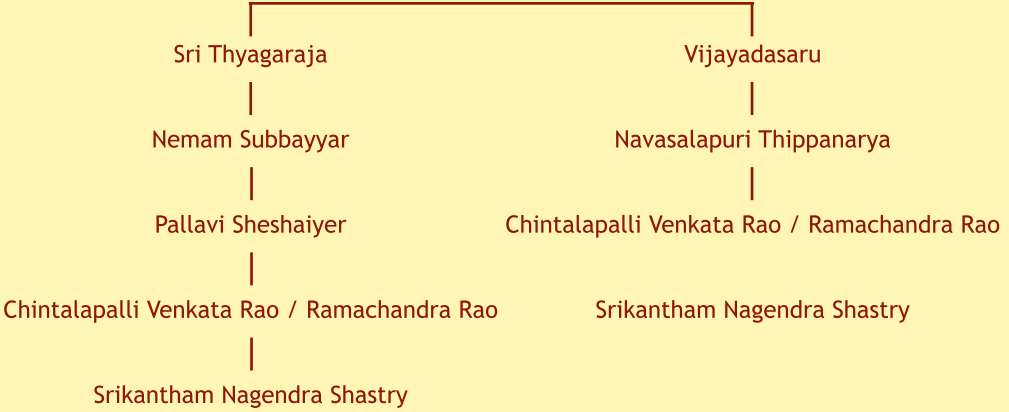 Sri Thyagaraja
Nemam Subbayyar
Pallavi Sheshaiyer
Chintalapalli Venkata Rao / Ramachandra Rao
Srikantham Nagendra Shastry
Vijayadasaru
Navasalapuri Thippanarya
Chintalapalli Venkata Rao / Ramachandra Rao
Srikantham Nagendra Shastry